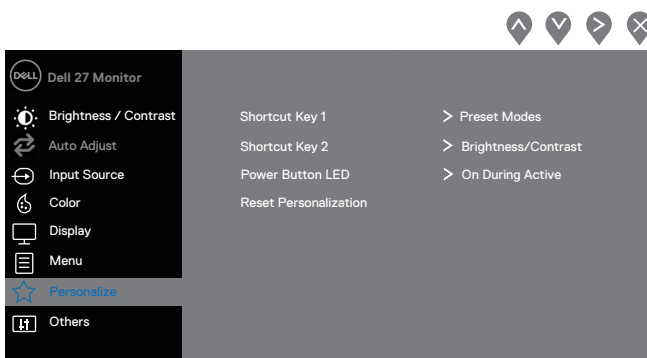 DELL Dell 27 Monitor
Brightness / Contrast
Auto Adjust
Input Source
Color
Display
Menu
Personalize
Others
Shortcut Key 1 > Preset Modes
Shortcut Key 2 > Brightness/Contrast
Power Button LED > On During Active
Reset Personalization